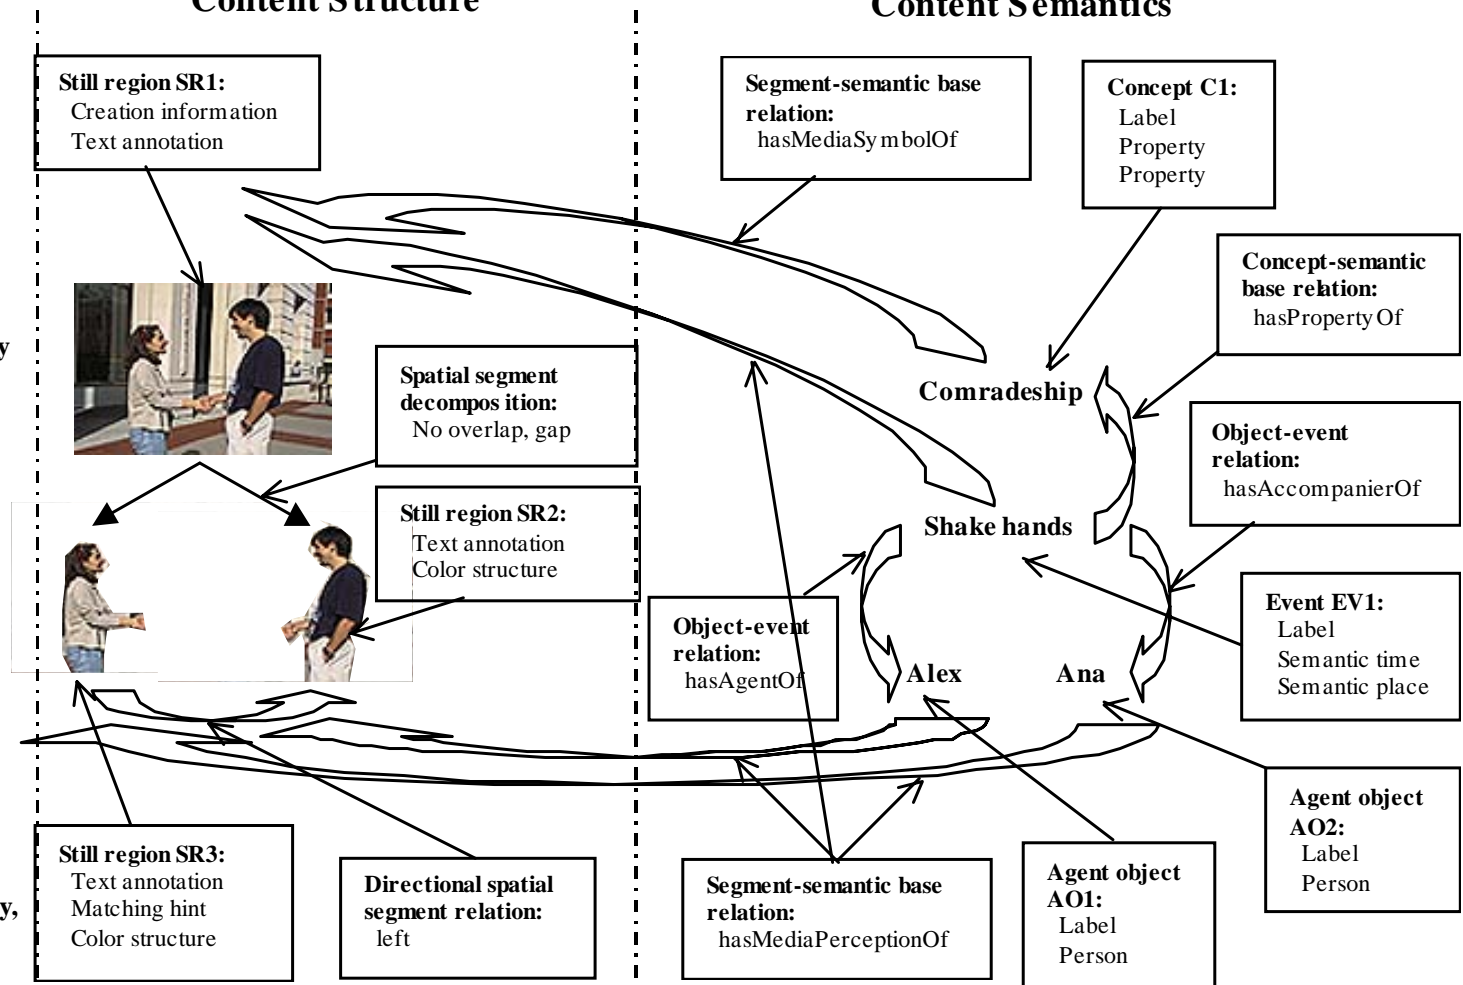 Content Structure
Content Semantics
Still region SR1:
Creation information
Text annotation
Segment-semantic base
relation:
hasMediaSymbolOf
Concept C1:
Label
Property
Property
Concept-semantic
base relation:
hasPropertyOf
y
Spatial segment
decomposition:
No overlap, gap
Comradeship
Object-event
relation:
hasAccompanierOf
Still region SR2:
Text annotation
Color structure
Shake hands
Event EV1:
Label
Semantic time
Semantic place
Object-event
relation:
hasAgentOf
Alex
Ana
Agent object
AO2:
Label
Person
Still region SR3:
Text annotation
Matching hint
Color structure
y,
Directional spatial
segment relation:
left
Segment-semantic base
relation:
hasMediaPerceptionOf
Agent object
AO1:
Label
Person